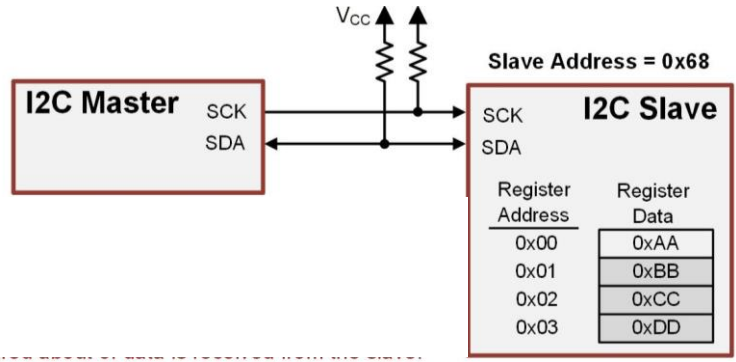 VCC
Slave Address = 0x68
I2C Master
SCK
SDA
I2C Slave
SCK
SDA
Register Address
Register Data
0x00 0xAA
0x01 0xBB
0x02 0xCC
0x03 0xDD